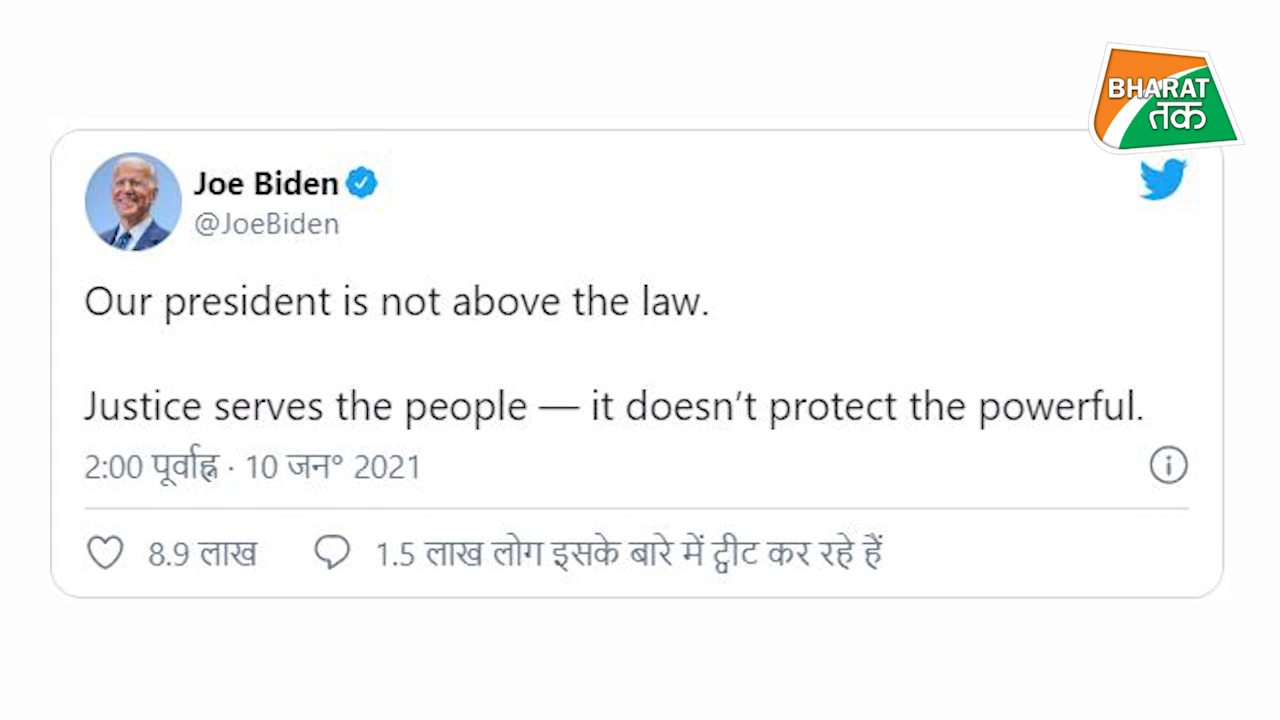 BHARAT
तक
Joe Biden
@JoeBiden
Our president is not above the law.
Justice serves the people — it doesn’t protect the powerful.
2:00 पूर्वाह्न · 10 जन॰ 2021
8.9 लाख 1.5 लाख लोग इसके बारे में ट्वीट कर रहे हैं